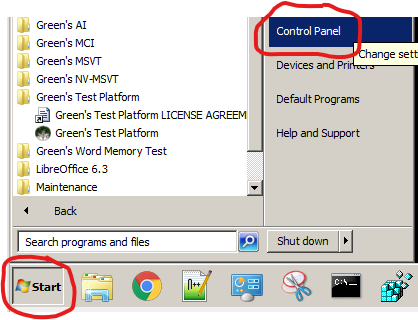 Green's AI
Green's MCI
Green's MSVT
Green's NV-MSVT
Green's Test Platform
Green's Test Platform LICENSE AGREEM
Green's Test Platform
Green's Word Memory Test
LibreOffice 6.3
Maintenance
Back
Search programs and files
Control Panel
Change sett
Devices and Printers
Default Programs
Help and Support
Shut down
Start
C:\